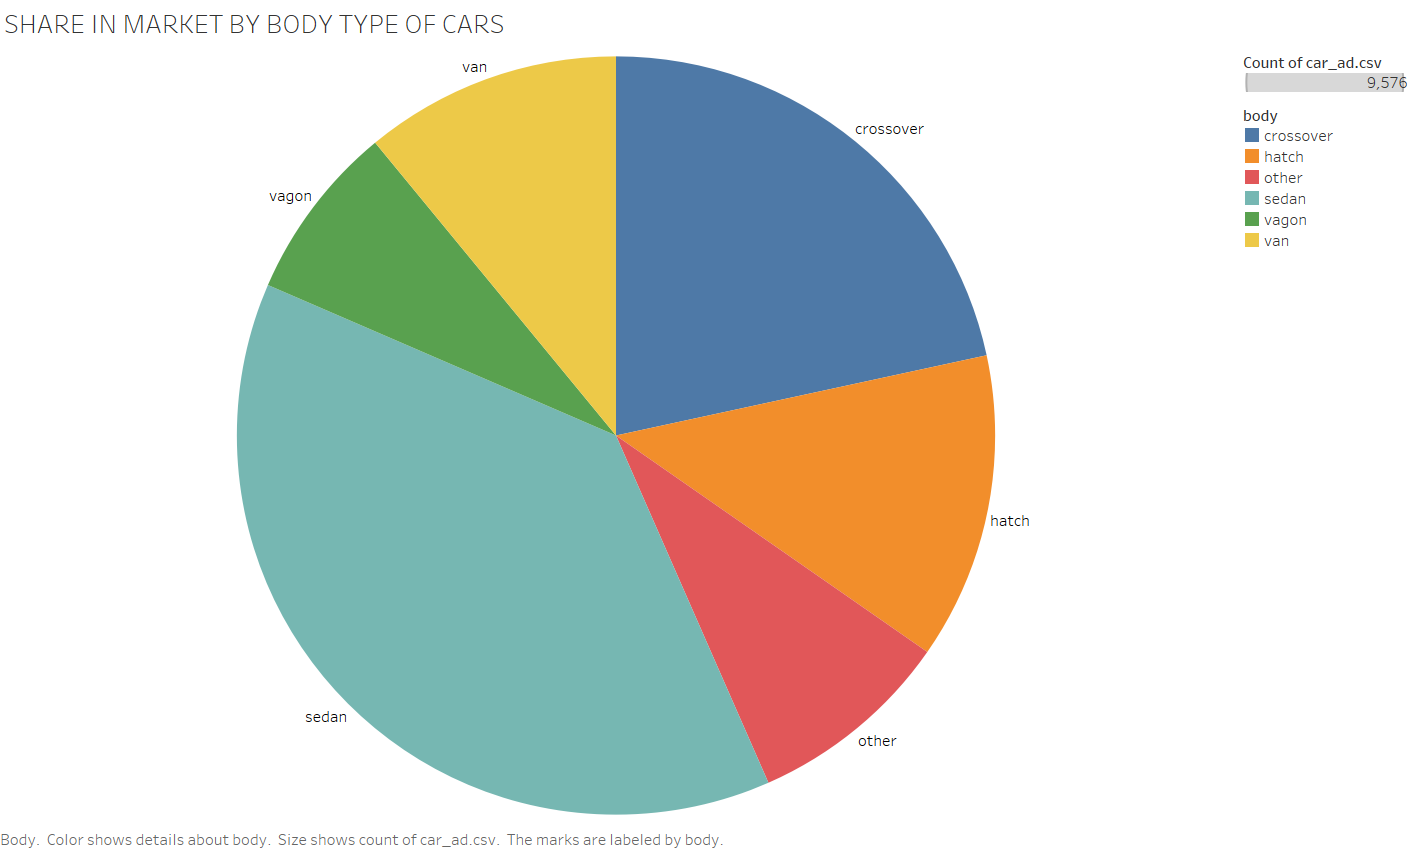 SHARE IN MARKET BY BODY TYPE OF CARS
van
crossover
vagon
hatch
sedan
other
Count of car_ad.csv
9,576
body
crossover
hatch
other
sedan
vagon
van
Body.  Color shows details about body.  Size shows count of car_ad.csv.  The marks are labeled by body.